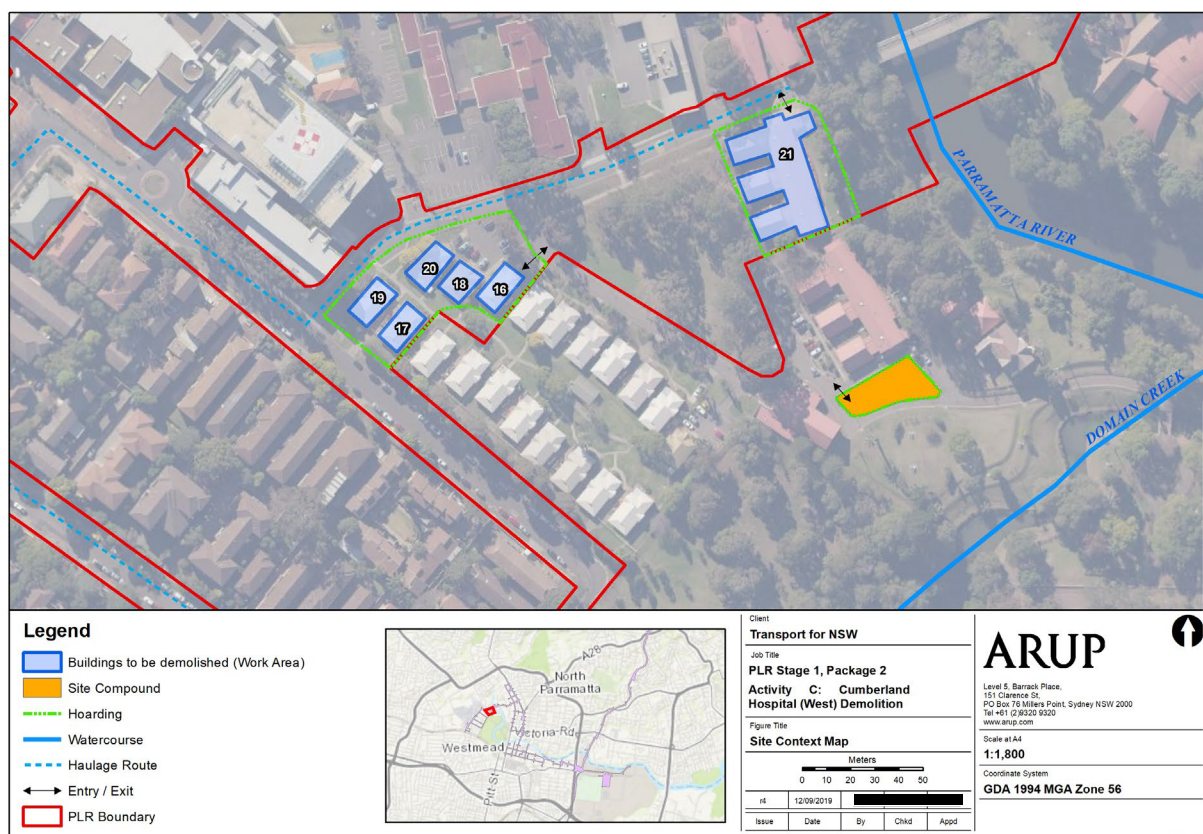 PARRAMATTA RIVER
21
20
18
16
19
17
DOMAIN CREEK
Legend
Buildings to be demolished (Work Area)
Site Compound
Hoarding
Watercourse
Haulage Route
Entry / Exit
PLR Boundary
A28
North
Parramatta
Victoria Rd
Westmead
Pitt St
Client
Transport for NSW
Job Title
PLR Stage 1, Package 2
Activity C: Cumberland
Hospital (West) Demolition
Figure Title
Site Context Map
Meters
0 10 20 30 40 50
r4 12/09/2019
Issue Date By Chkd Appd
ARUP
Level 5, Barrack Place,
151 Clarence St,
PO Box 76 Millers Point, Sydney NSW 2000
Tel +61 (2)9320 9320
www.arup.com
Scale at A4
1:1,800
Coordinate System
GDA 1994 MGA Zone 56